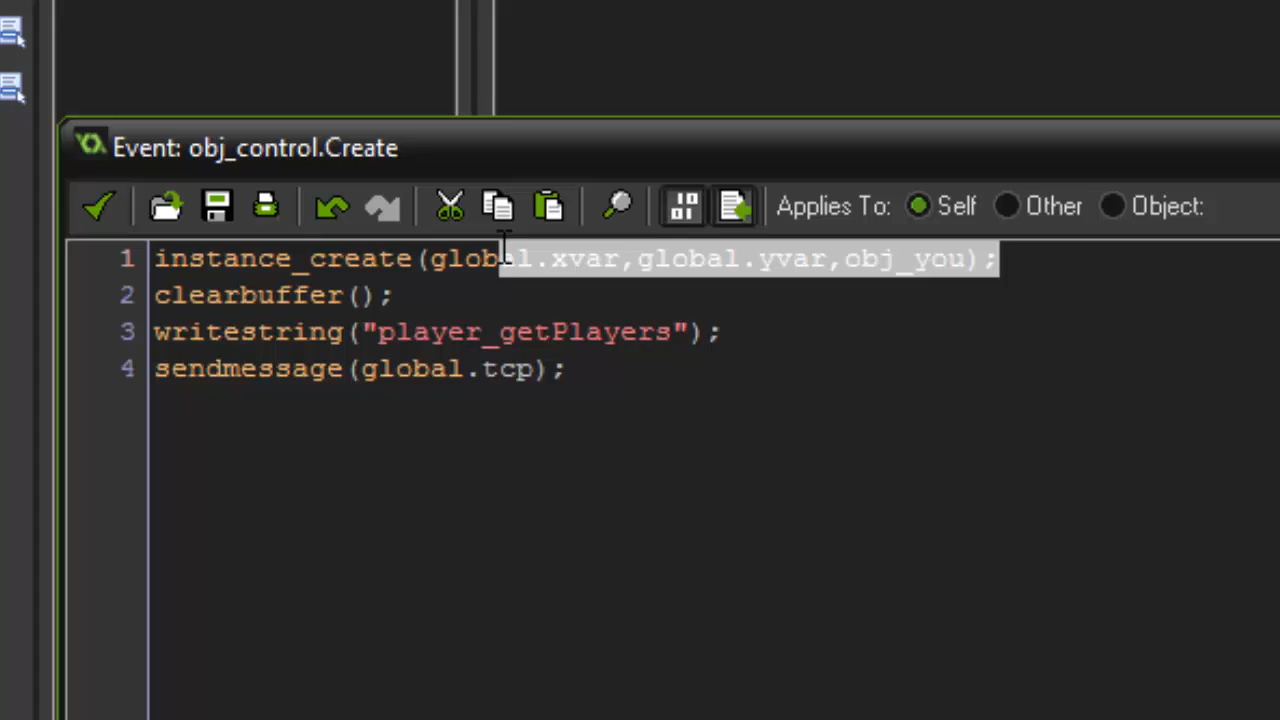 Event: obj_control.Create
Applies To: Self Other Object:
1 instance_create(global.xvar,global.yvar,obj_you);
2 clearbuffer();
3 writestring("player_getPlayers");
4 sendmessage(global.tcp);